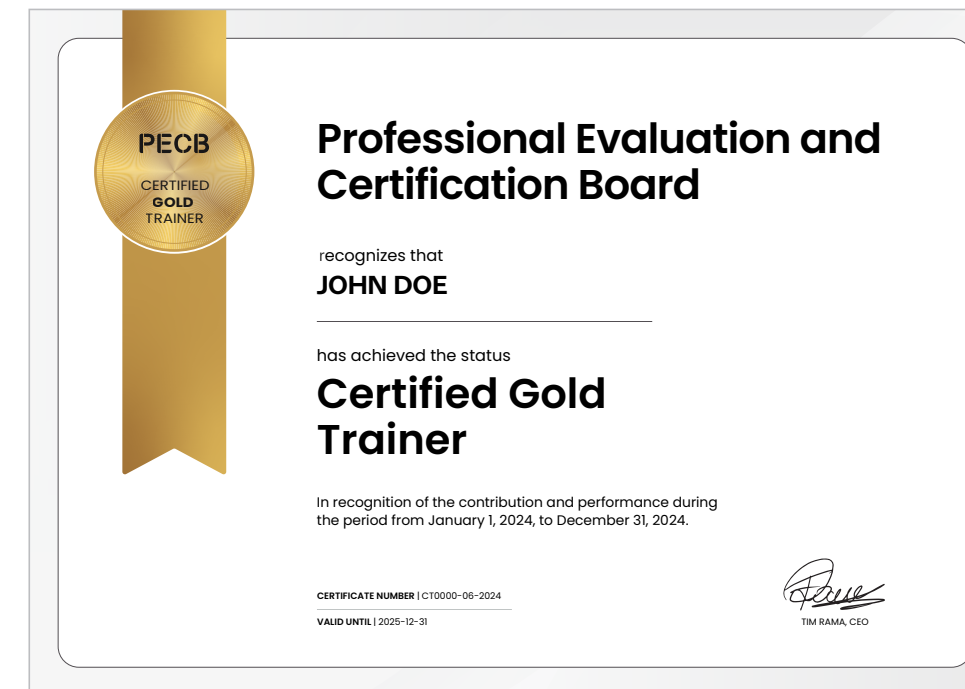 PECB
CERTIFIED
GOLD
TRAINER
Professional Evaluation and
Certification Board
recognizes that
JOHN DOE
has achieved the status
Certified Gold
Trainer
In recognition of the contribution and performance during
the period from January 1, 2024, to December 31, 2024.
CERTIFICATE NUMBER | CT0000-06-2024
VALID UNTIL | 2025-12-31
TIM RAMA, CEO